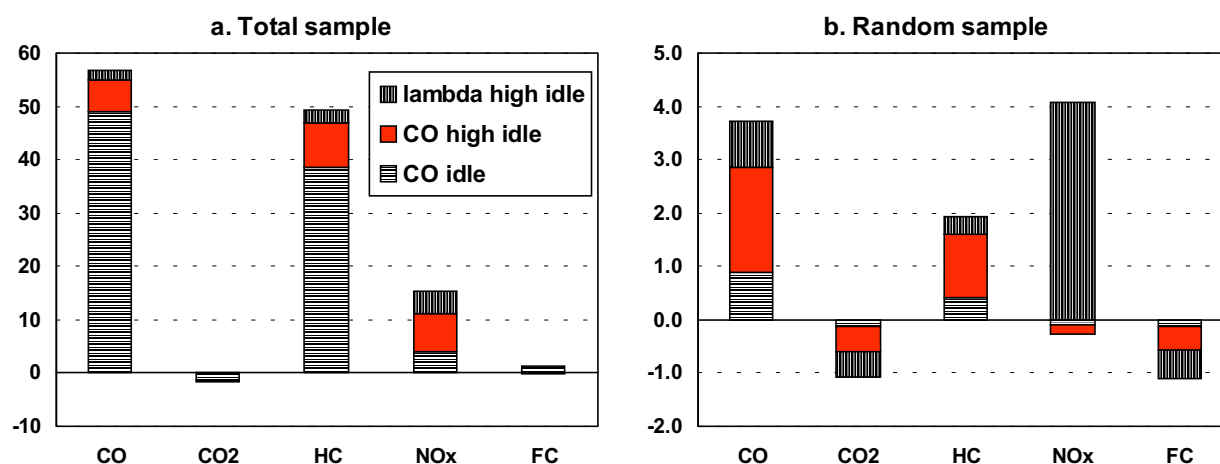 a. Total sample
60
50
40
30
20
10
0
-10
lambda high idle
CO high idle
CO idle
CO CO2 HC NOx FC
b. Random sample
5.0
4.0
3.0
2.0
1.0
0.0
-1.0
-2.0
CO CO2 HC NOx FC